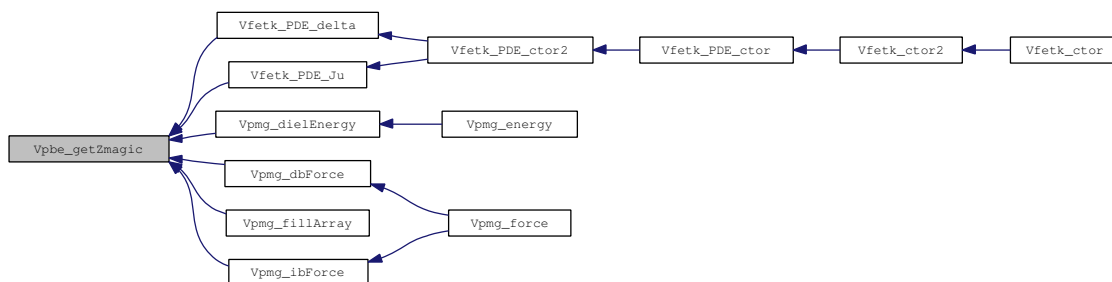 Vfetk_PDE_delta
Vfetk_PDE_ctor2
Vfetk_PDE_ctor
Vfetk_ctor2
Vfetk_ctor
Vfetk_PDE_Ju
Vpmg_dielEnergy
Vpmg_energy
Vpbe_getZmagic
Vpmg_dbForce
Vpmg_fillArray
Vpmg_force
Vpmg_ibForce